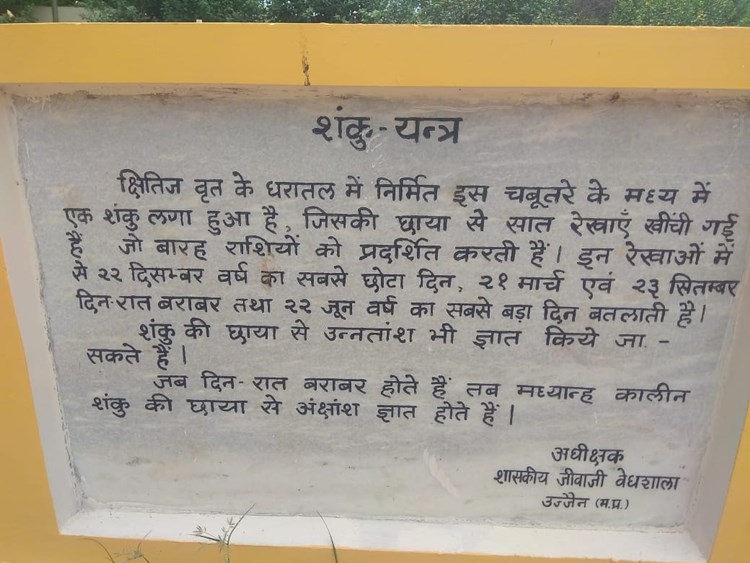 शंकु-यन्त्र
क्षितिज वृत के धरातल में निर्मित इस चबूतरे के मध्य में
एक शंकु लगा हुआ है, जिसकी छाया से सात रेखाएँ खींची गई
हैं जो बारह राशियों को प्रदर्शित करती हैं। इन रेखाओं में
से २२ दिसम्बर वर्ष का सबसे छोटा दिन, २१ मार्च एवं २३ सितम्बर
दिन-रात बराबर तथा २२ जून वर्ष का सबसे बड़ा दिन बतलाती है।
शंकु की छाया से उन्नतांश भी ज्ञात किये जा -
सकते हैं।
जब दिन-रात बराबर होते हैं तब मध्यान्ह कालीन
शंकु की छाया से अंक्षांश ज्ञात होते हैं।
अधीक्षक
शासकीय जीवाजी वेधशाला
उज्जैन (म.प्र.)